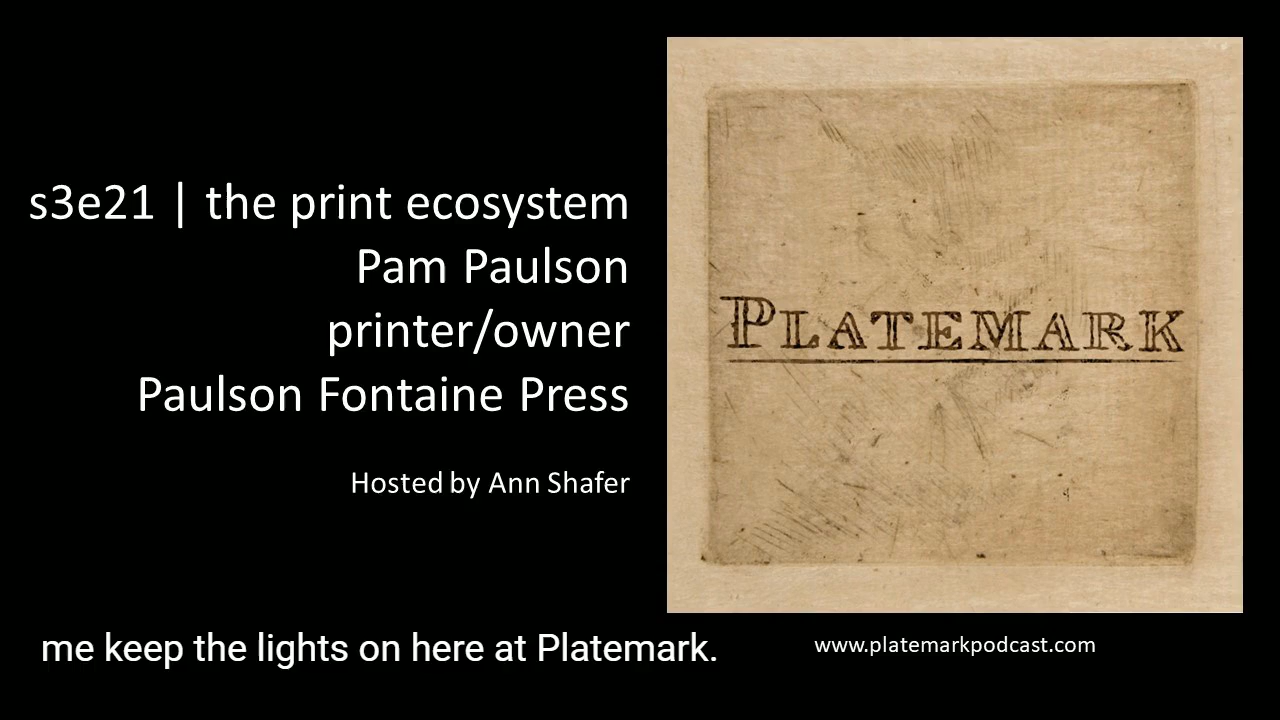 s3e21 | the print ecosystem
Pam Paulson
printer/owner
Paulson Fontaine Press
Hosted by Ann Shafer
PLATEMARK
me keep the lights on here at Platemark.
www.platemarkpodcast.com